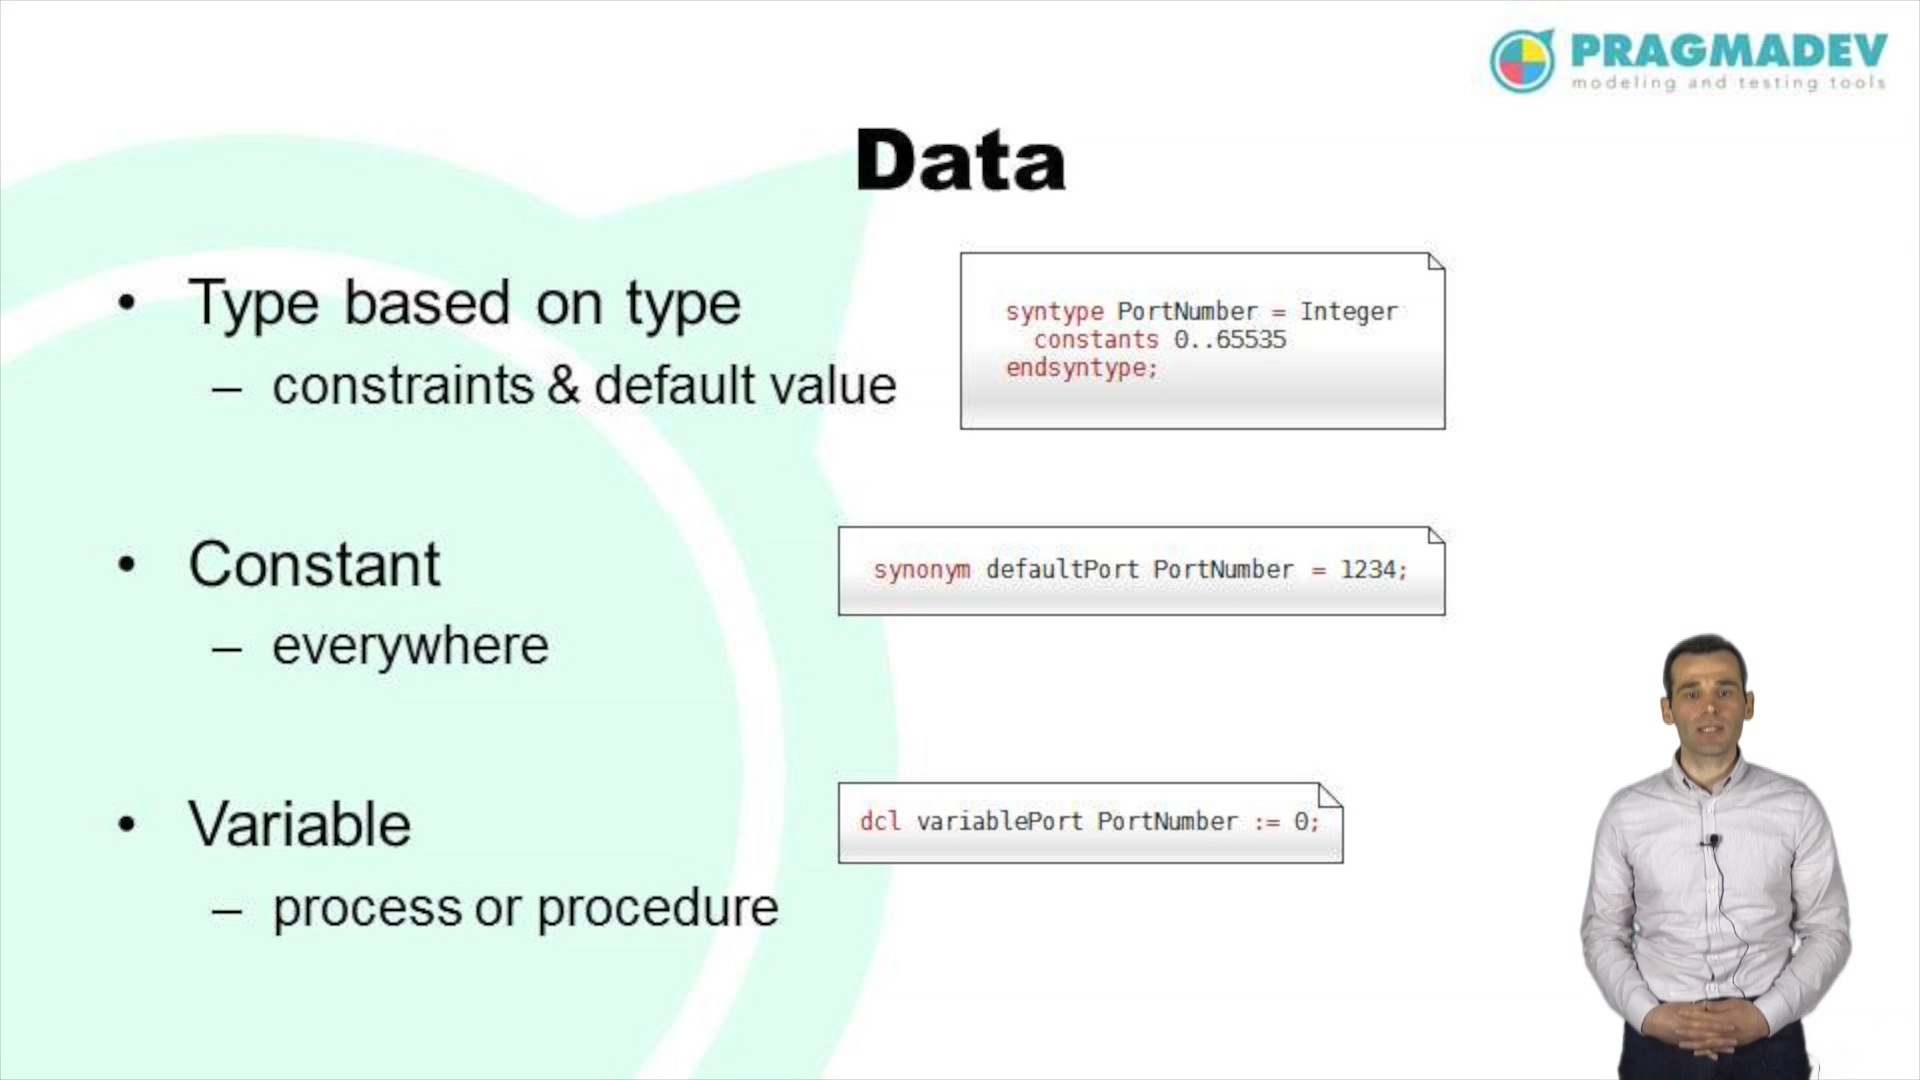 PRAGMADEV
modeling and testing tools
Data
• Type based on type
– constraints & default value
syntype PortNumber = Integer
constants 0..65535
endsyntype;
• Constant
– everywhere
synonym defaultPort PortNumber = 1234;
• Variable
– process or procedure
dcl variablePort PortNumber := 0;